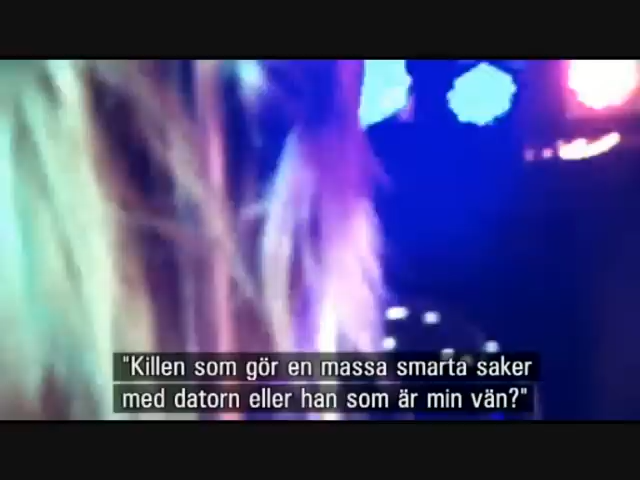 "Killen som gör en massa smarta saker
med datorn eller han som är min vän?"